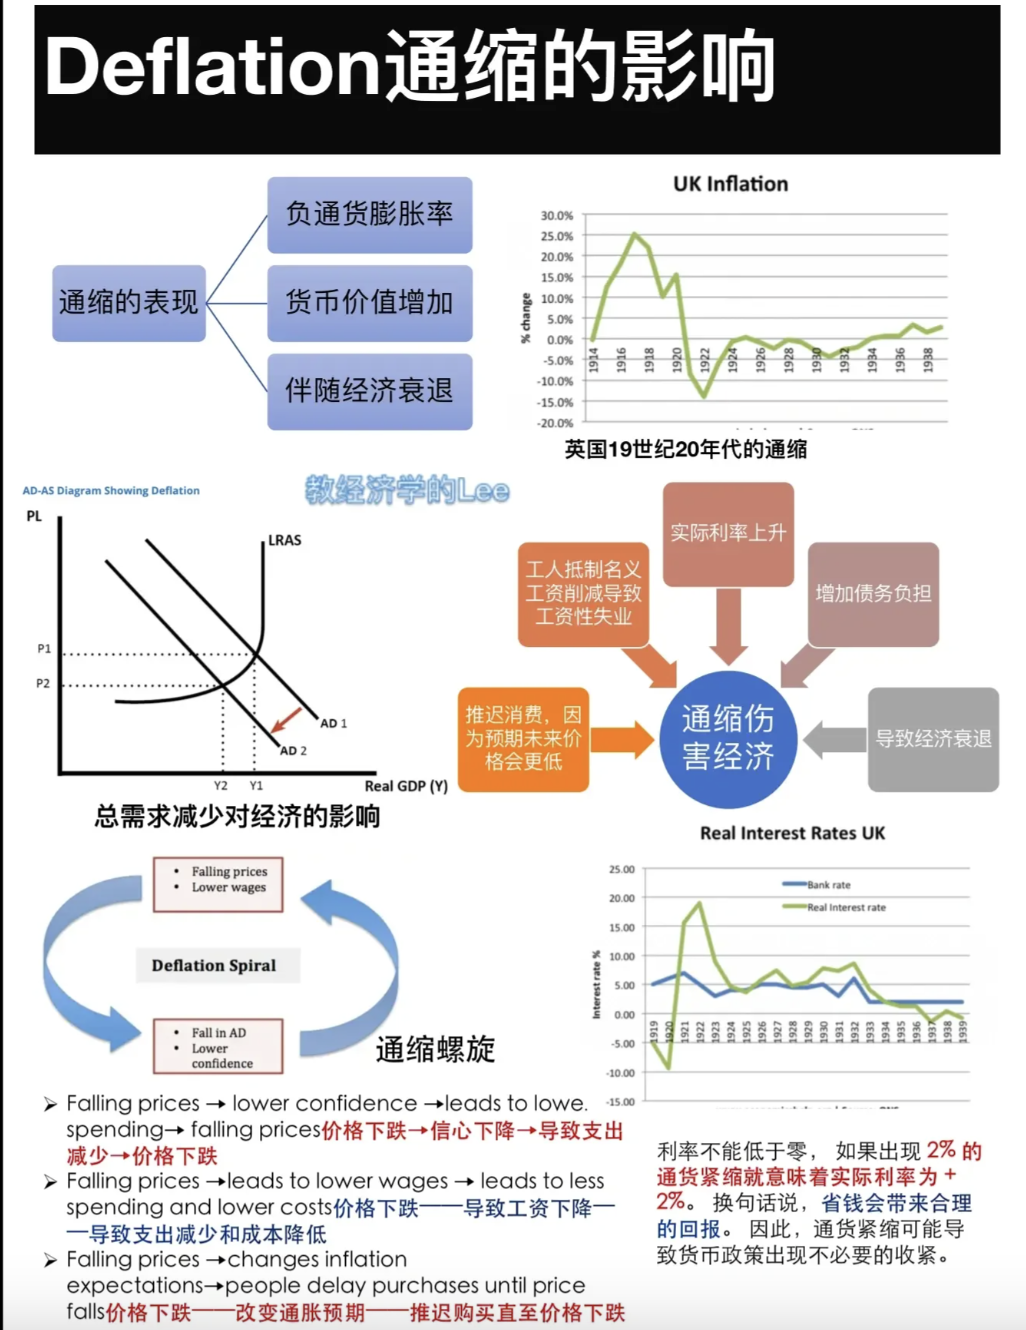 Deflation通缩的影响
通缩的表现
负通货膨胀率
货币价值增加
伴随经济衰退
UK Inflation
% change
30.0%
25.0%
20.0%
15.0%
10.0%
5.0%
0.0%
-5.0%
-10.0%
-15.0%
-20.0%
1914
1916
1918
1920
1922
1924
1926
1928
1930
1932
1934
1936
1938
英国19世纪20年代的通缩
教经济学的Lee
AD-AS Diagram Showing Deflation
PL
LRAS
P1
P2
AD 1
AD 2
Y2
Y1
Real GDP (Y)
总需求减少对经济的影响
实际利率上升
工人抵制名义
工资削减导致
工资性失业
增加债务负担
推迟消费，因
为预期未来价
格会更低
通缩伤
害经济
导致经济衰退
Falling prices
Lower wages
Deflation Spiral
Fall in AD
Lower
confidence
通缩螺旋
Real Interest Rates UK
Bank rate
Real Interest rate
Interest rate %
25.00
20.00
15.00
10.00
5.00
0.00
-5.00
-10.00
-15.00
1919
1920
1921
1922
1923
1924
1925
1926
1927
1928
1929
1930
1931
1932
1933
1934
1935
1936
1937
1938
1939
➢ Falling prices → lower confidence →leads to lowe.
spending→ falling prices价格下跌→信心下降→导致支出
减少→价格下跌
➢ Falling prices →leads to lower wages → leads to less
spending and lower costs价格下跌——导致工资下降—
—导致支出减少和成本降低
➢ Falling prices →changes inflation
expectations→people delay purchases until price
falls价格下跌——改变通胀预期——推迟购买直至价格下跌
利率不能低于零， 如果出现 2% 的
通货紧缩就意味着实际利率为 +
2%。 换句话说， 省钱会带来合理
的回报。 因此， 通货紧缩可能导
致货币政策出现不必要的收紧。